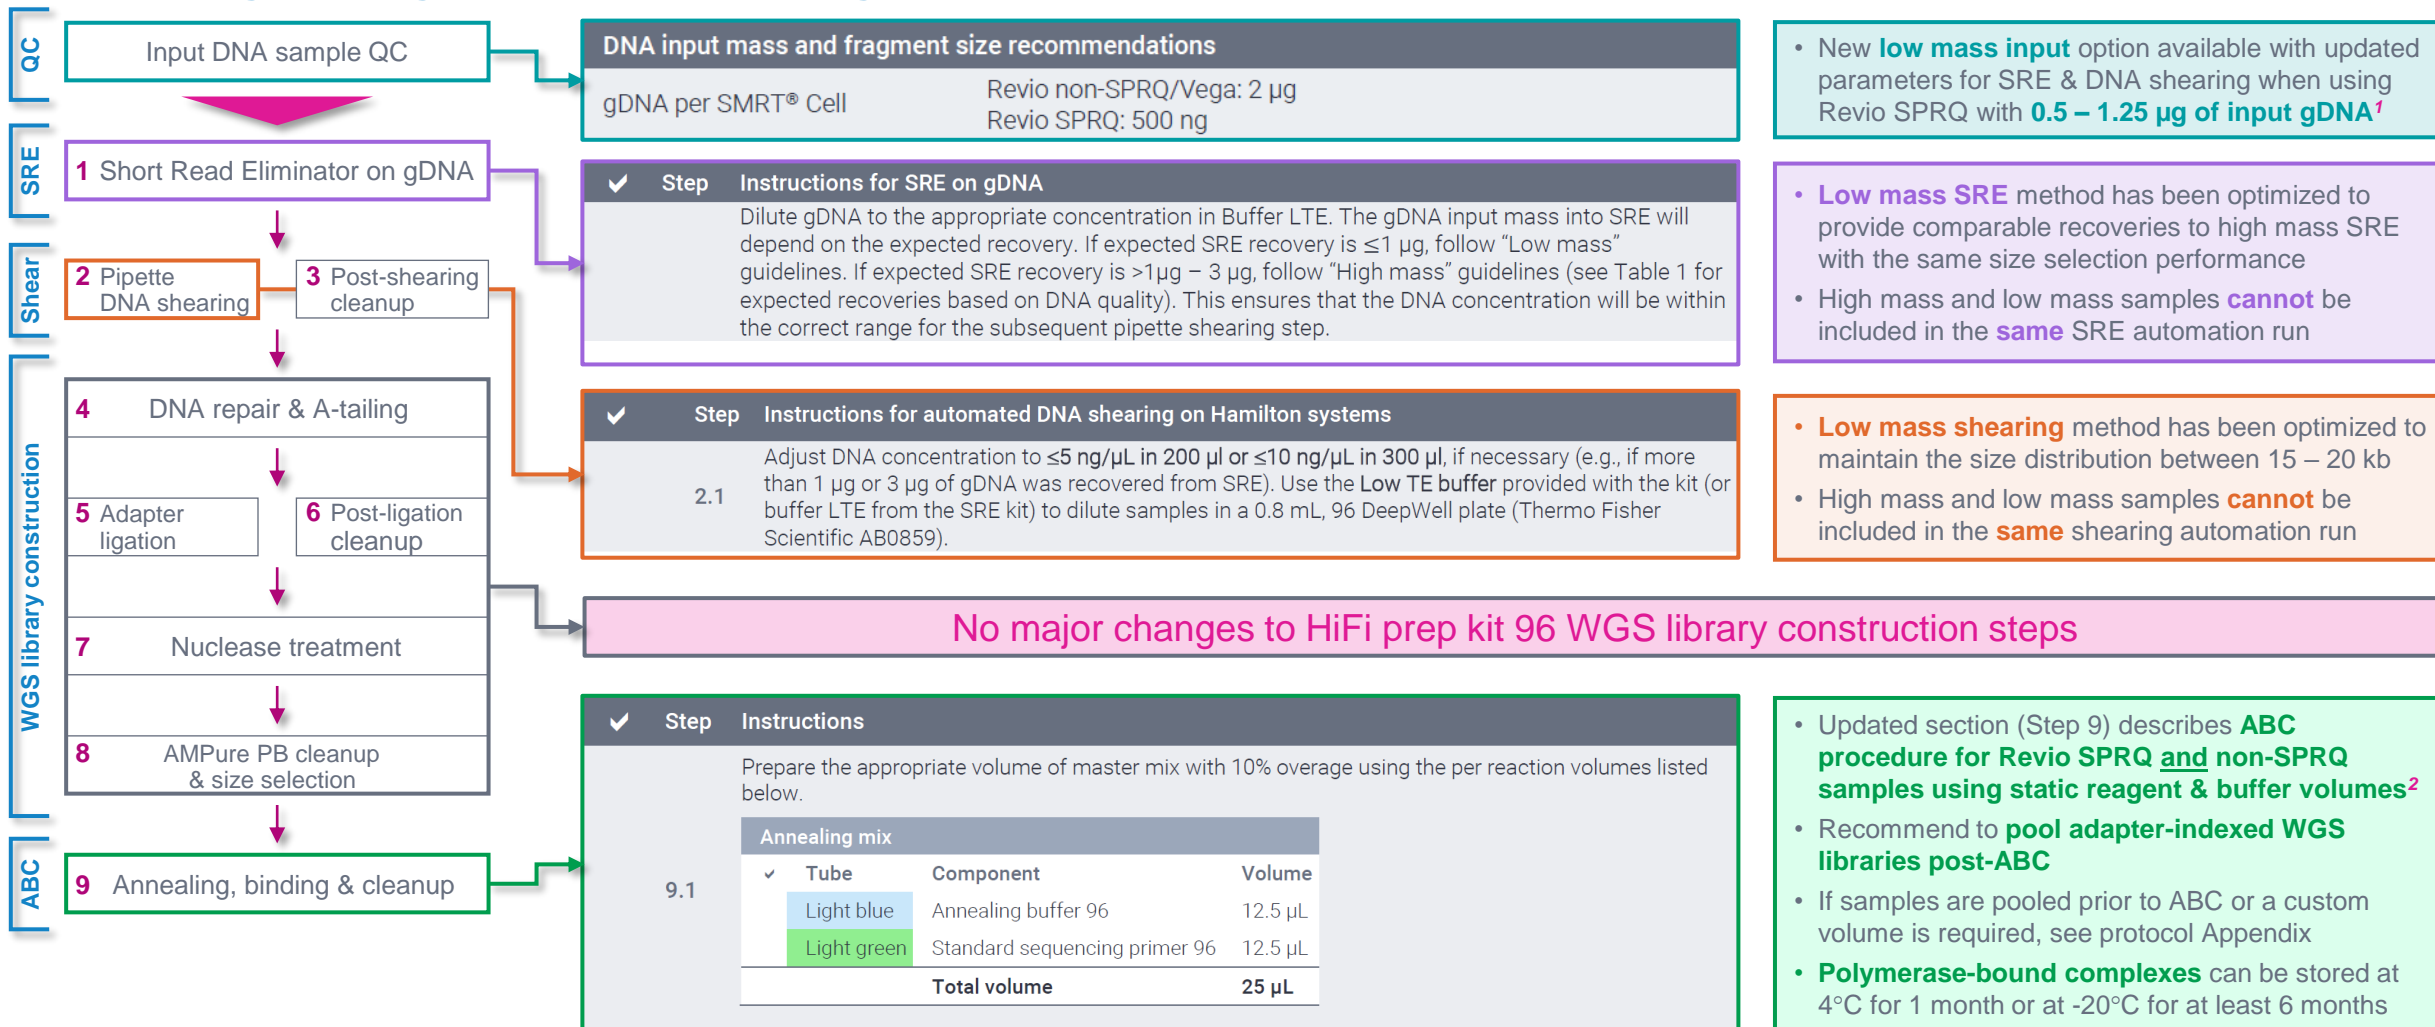 QC
Input DNA sample QC
SRE
1 Short Read Eliminator on gDNA
Shear
2 Pipette
DNA shearing
3 Post-shearing
cleanup
WGS library construction
4 DNA repair & A-tailing
5 Adapter
ligation
6 Post-ligation
cleanup
7 Nuclease treatment
8 AMPure PB cleanup
& size selection
ABC
9 Annealing, binding & cleanup
DNA input mass and fragment size recommendations
gDNA per SMRT® Cell
Revio non-SPRQ/Vega: 2 µg
Revio SPRQ: 500 ng
• New low mass input option available with updated
parameters for SRE & DNA shearing when using
Revio SPRQ with 0.5 – 1.25 µg of input gDNA1
✓ Step Instructions for SRE on gDNA
Dilute gDNA to the appropriate concentration in Buffer LTE. The gDNA input mass into SRE will
depend on the expected recovery. If expected SRE recovery is ≤1 µg, follow “Low mass”
guidelines. If expected SRE recovery is >1µg – 3 µg, follow “High mass” guidelines (see Table 1 for
expected recoveries based on DNA quality). This ensures that the DNA concentration will be within
the correct range for the subsequent pipette shearing step.
• Low mass SRE method has been optimized to
provide comparable recoveries to high mass SRE
with the same size selection performance
• High mass and low mass samples cannot be
included in the same SRE automation run
✓ Step Instructions for automated DNA shearing on Hamilton systems
2.1
Adjust DNA concentration to ≤5 ng/µL in 200 µl or ≤10 ng/µL in 300 µl, if necessary (e.g., if more
than 1 µg or 3 µg of gDNA was recovered from SRE). Use the Low TE buffer provided with the kit (or
buffer LTE from the SRE kit) to dilute samples in a 0.8 mL, 96 DeepWell plate (Thermo Fisher
Scientific AB0859).
• Low mass shearing method has been optimized to
maintain the size distribution between 15 – 20 kb
• High mass and low mass samples cannot be
included in the same shearing automation run
No major changes to HiFi prep kit 96 WGS library construction steps
✓ Step Instructions
9.1
Prepare the appropriate volume of master mix with 10% overage using the per reaction volumes listed
below.
Annealing mix
✓ Tube Component Volume
Light blue Annealing buffer 96 12.5 µL
Light green Standard sequencing primer 96 12.5 µL
Total volume 25 µL
• Updated section (Step 9) describes ABC
procedure for Revio SPRQ and non-SPRQ
samples using static reagent & buffer volumes2
• Recommend to pool adapter-indexed WGS
libraries post-ABC
• If samples are pooled prior to ABC or a custom
volume is required, see protocol Appendix
• Polymerase-bound complexes can be stored at
4°C for 1 month or at -20°C for at least 6 months